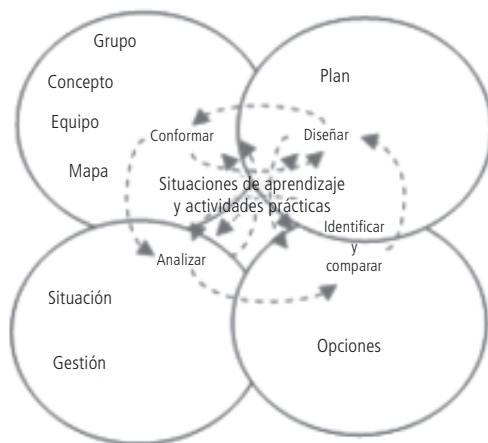 Grupo
Concepto
Equipo
Mapa
Conformar
Plan
Diseñar
Situaciones de aprendizaje
y actividades prácticas
Analizar
Situación
Gestión
Identificar
y
comparar
Opciones